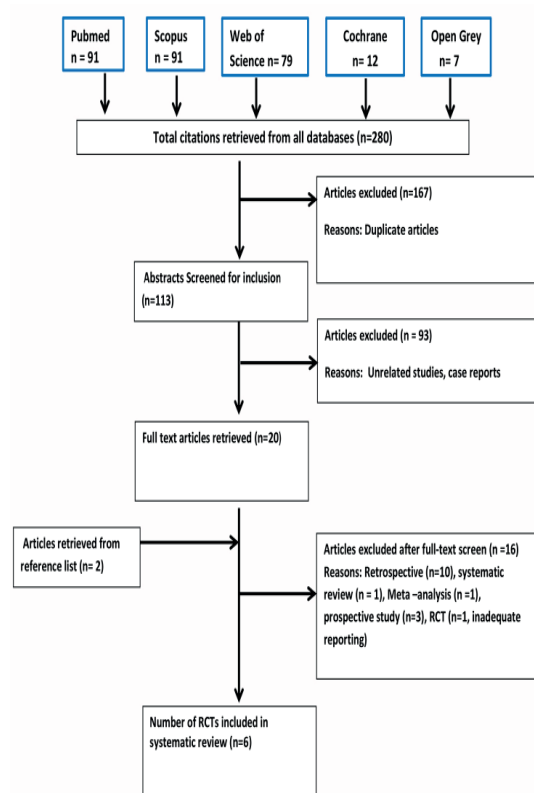 Pubmed
n = 91
Scopus
n = 91
Web of
Science n= 79
Cochrane
n= 12
Open Grey
n= 7
Total citations retrieved from all databases (n=280)
Articles excluded (n=167)
Reasons: Duplicate articles
Abstracts Screened for inclusion
(n=113)
Articles excluded (n = 93)
Reasons: Unrelated studies, case reports
Full text articles retrieved (n=20)
Articles retrieved from
reference list (n= 2)
Articles excluded after full-text screen (n =16)
Reasons: Retrospective (n=10), systematic
review (n = 1), Meta –analysis (n =1),
prospective study (n=3), RCT (n=1, inadequate
reporting)
Number of RCTs included in
systematic review (n=6)